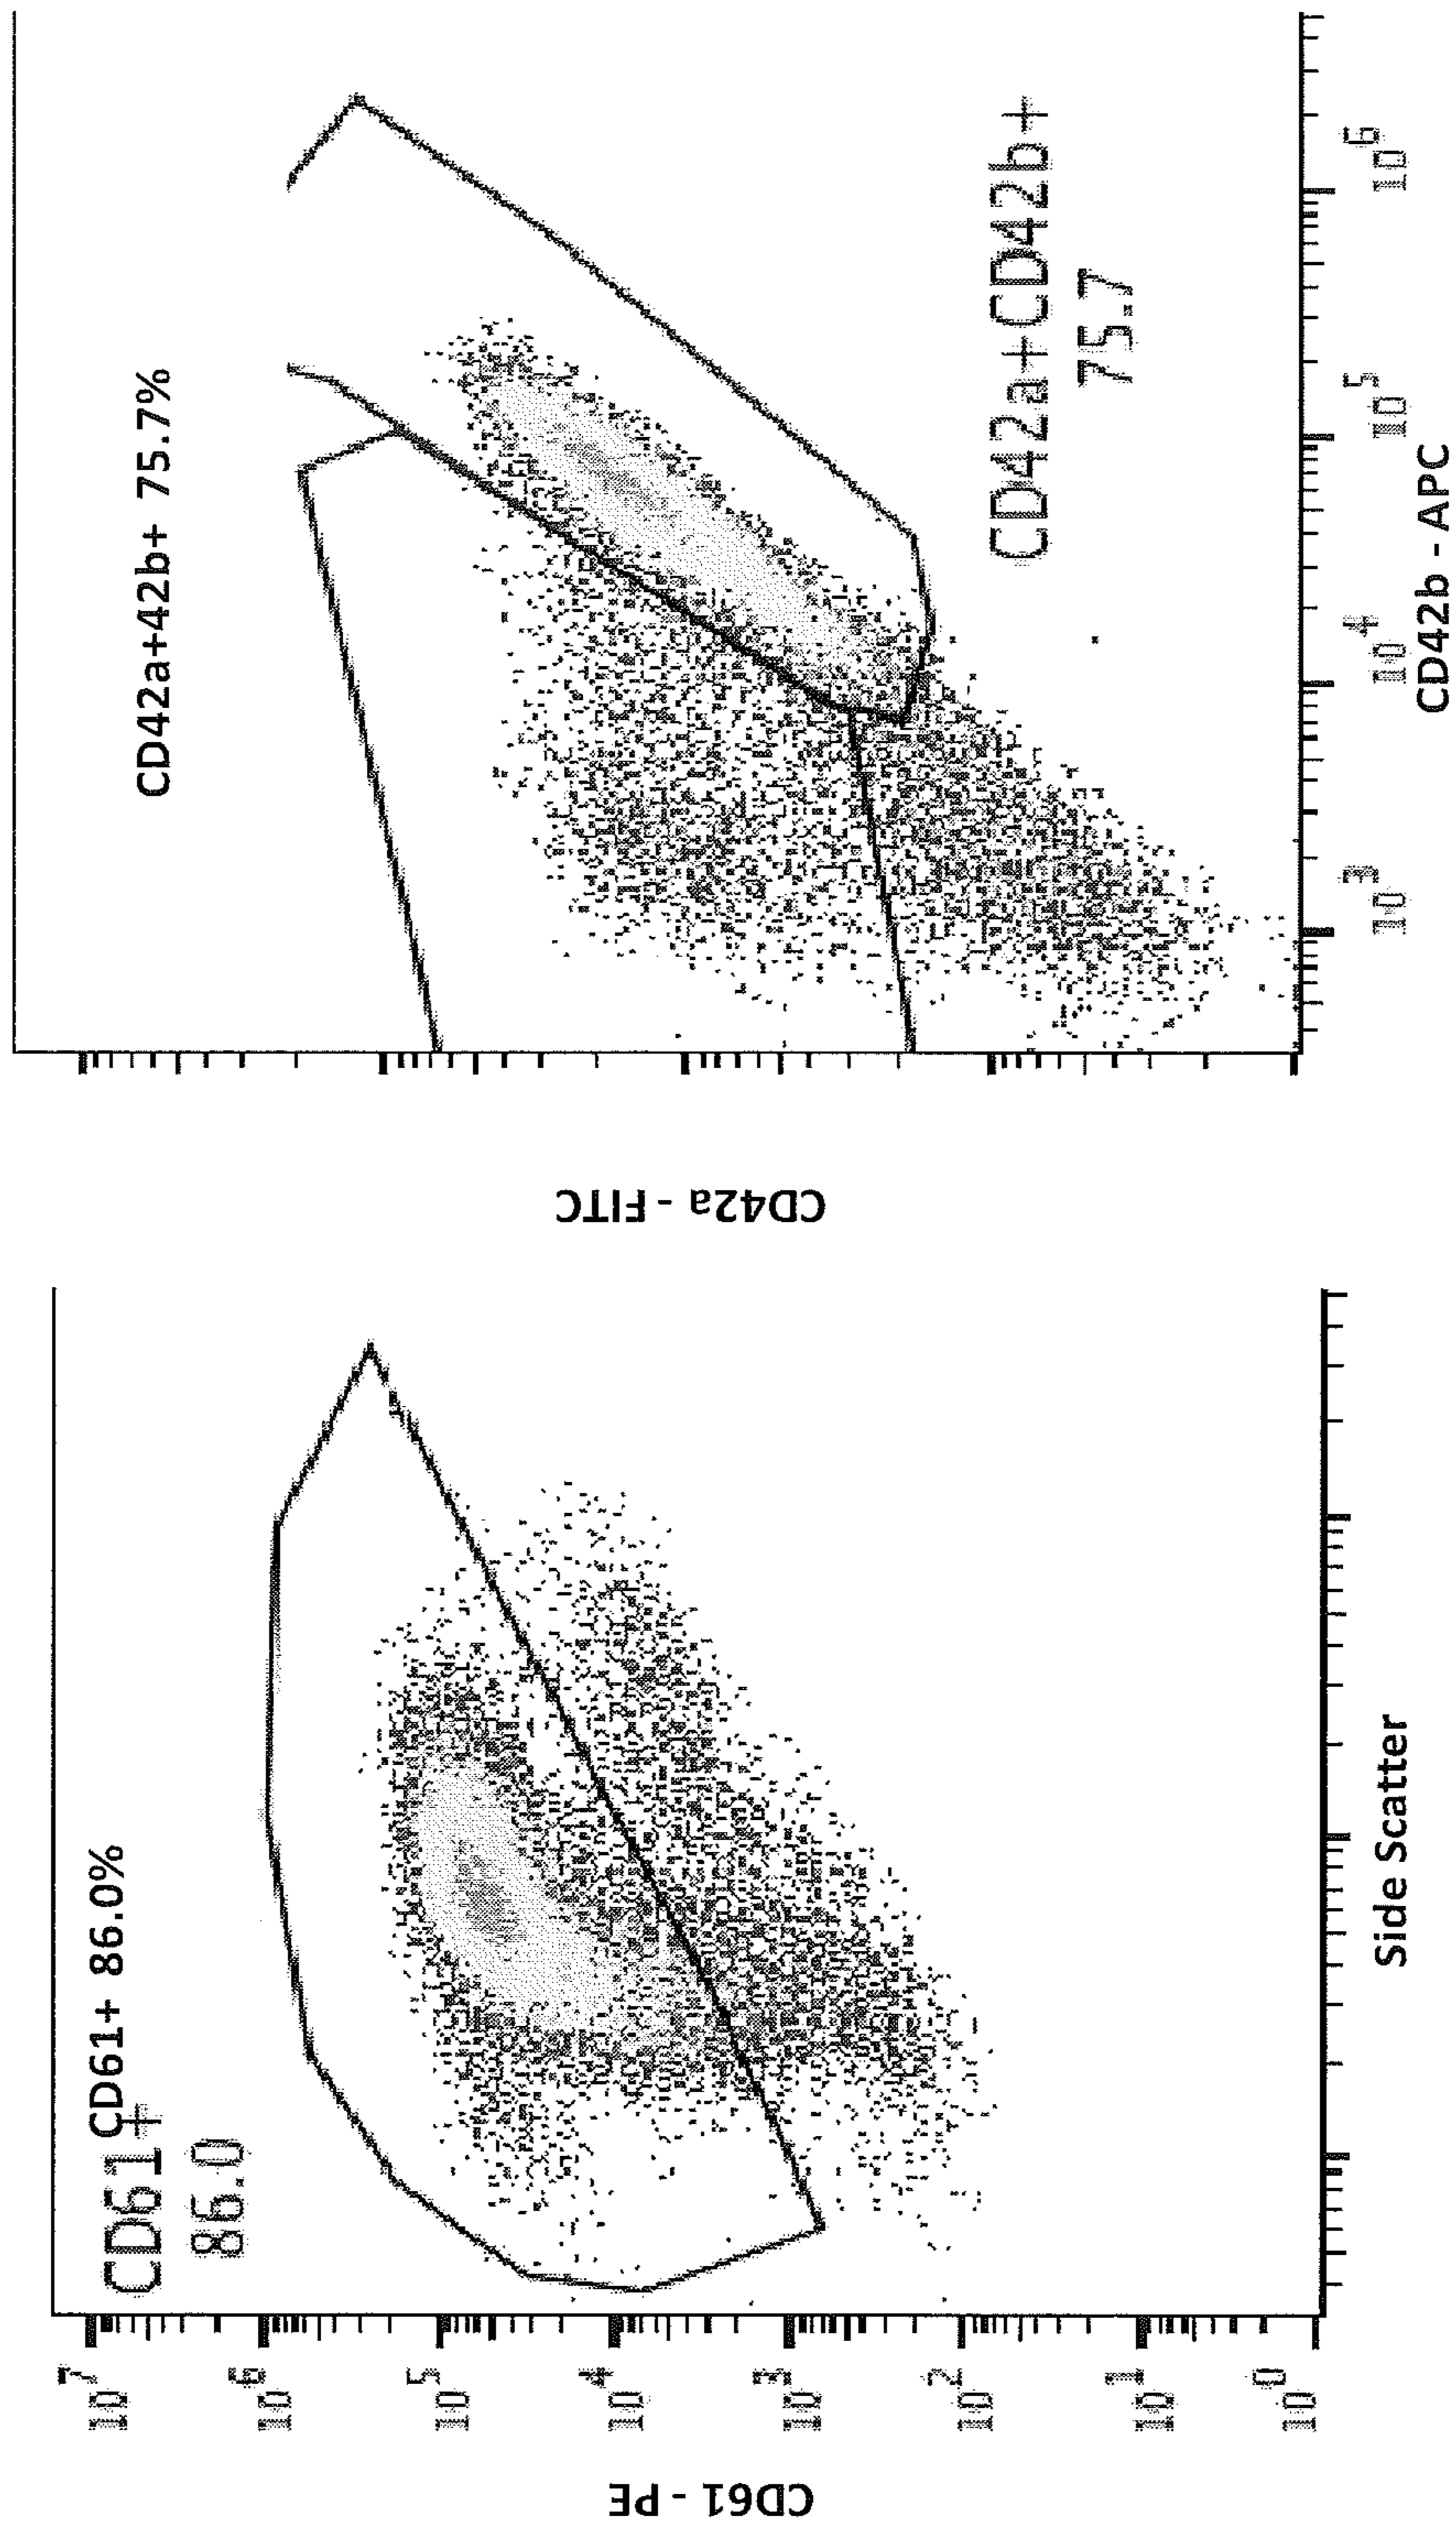 CD61+ 86.0%
CD61+
86.0
10^7
10^6
10^5
10^4
10^3
10^2
10^1
10^0
CD61 - PE
Side Scatter
CD42a+42b+ 75.7%
CD42a - FITC
CD42a+CD42b+
75.7
10^3
10^4
10^5
10^6
CD42b - APC